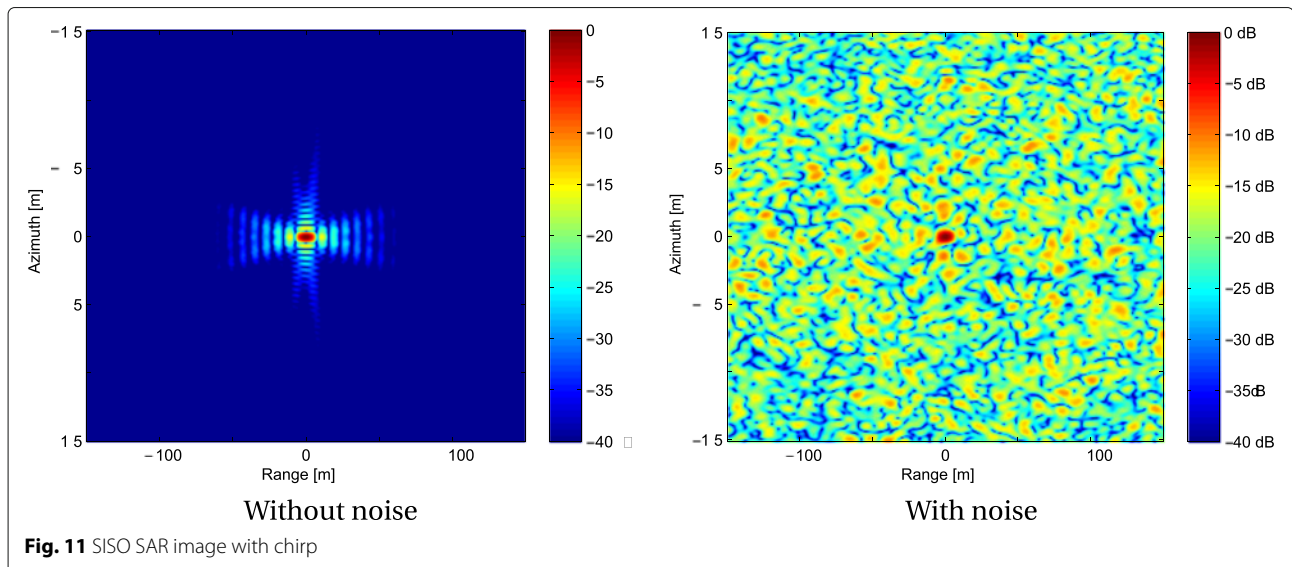 −1 5
5
0
5
1 5
Azimuth [m]
−100
0
100
Range [m]
0
−5
−10
−15
−20
−25
−30
−35
−40
Without noise
15
5
0
5
−1 5
Azimuth [m]
−100
0
100
Range [m]
0 dB
−5 dB
−10 dB
−15 dB
−20 dB
−25 dB
−30 dB
−35dB
−40 dB
With noise
Fig. 11 SISO SAR image with chirp